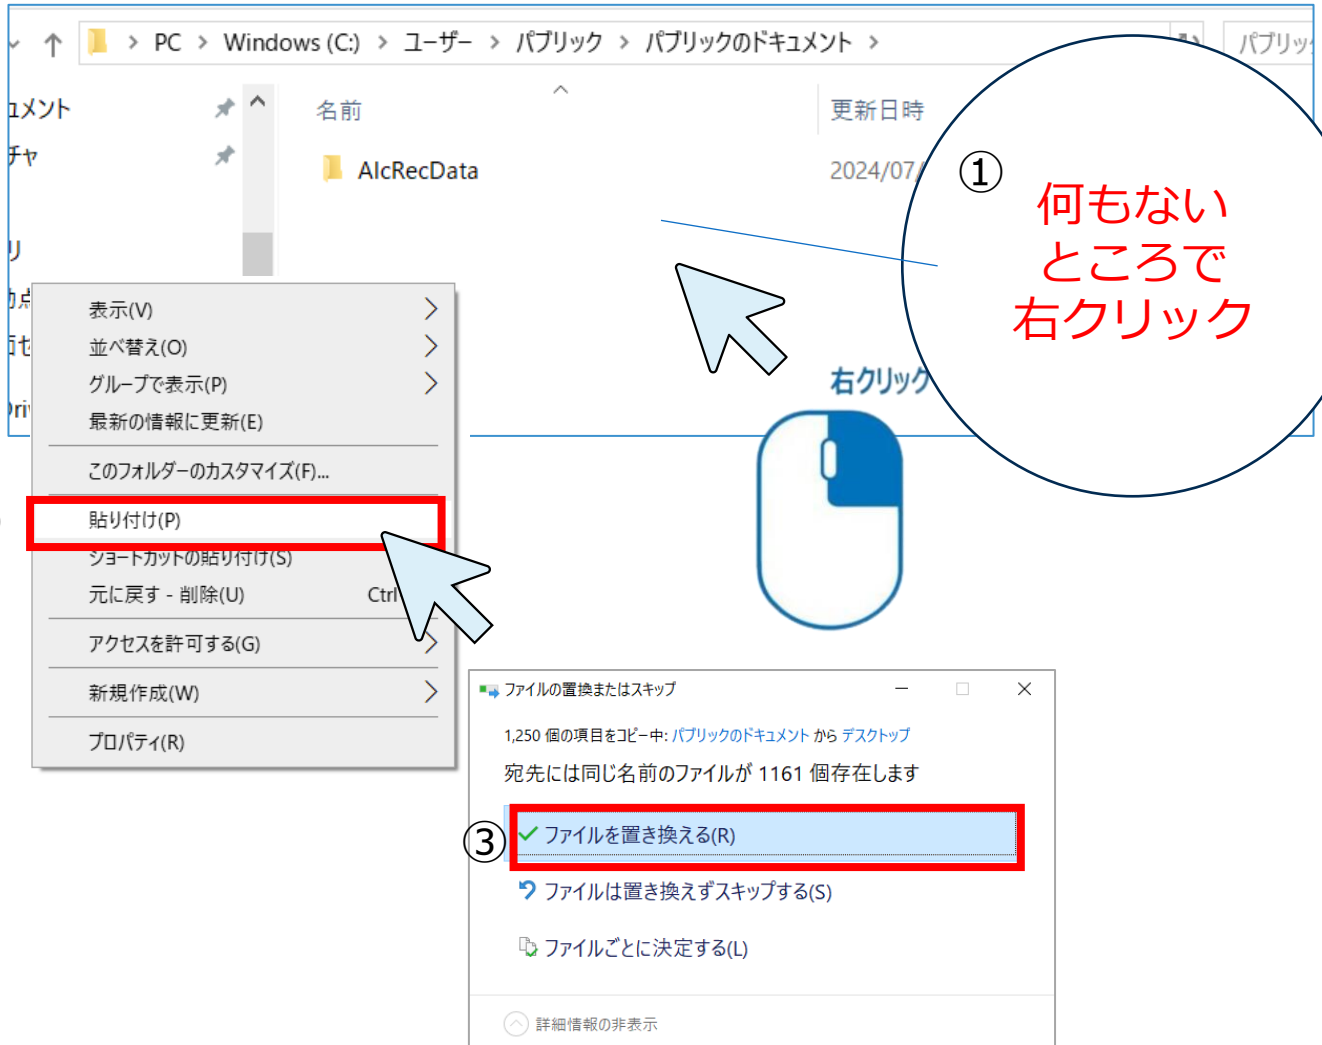 PC > Windows (C:) > ユーザー > パブリック > パブリックのドキュメント >
パブリッ
ュメント
名前
更新日時
チャ
AlcRecData
2024/07/
①
何もない
ところで
右クリック
リ
右クリック
表示(V)
並べ替え(O)
グループで表示(P)
最新の情報に更新(E)
このフォルダーのカスタマイズ(F)...
貼り付け(P)
ショートカットの貼り付け(S)
元に戻す - 削除(U) Ctrl
アクセスを許可する(G)
新規作成(W)
プロパティ(R)
ファイルの置換またはスキップ
1,250 個の項目をコピー中: パブリックのドキュメント から デスクトップ
宛先には同じ名前のファイルが 1161 個存在します
③
ファイルを置き換える(R)
ファイルは置き換えずスキップする(S)
ファイルごとに決定する(L)
詳細情報の非表示